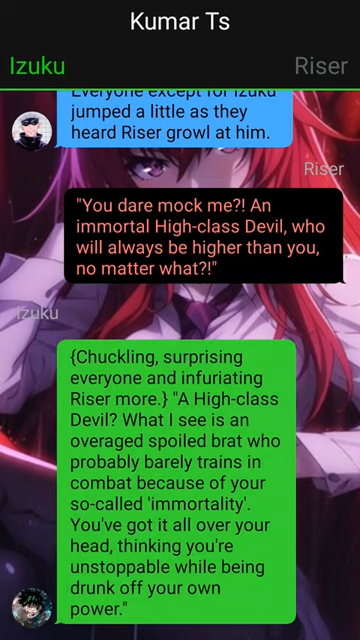 Kumar Ts
Izuku
Riser
Everyone except for Izuku
jumped a little as they
heard Riser growl at him.
Riser
"You dare mock me?! An
immortal High-class Devil, who
will always be higher than you,
no matter what?!"
Izuku
{Chuckling, surprising
everyone and infuriating
Riser more.} "A High-class
Devil? What I see is an
overaged spoiled brat who
probably barely trains in
combat because of your
so-called 'immortality'.
You've got it all over your
head, thinking you're
unstoppable while being
drunk off your own
power."